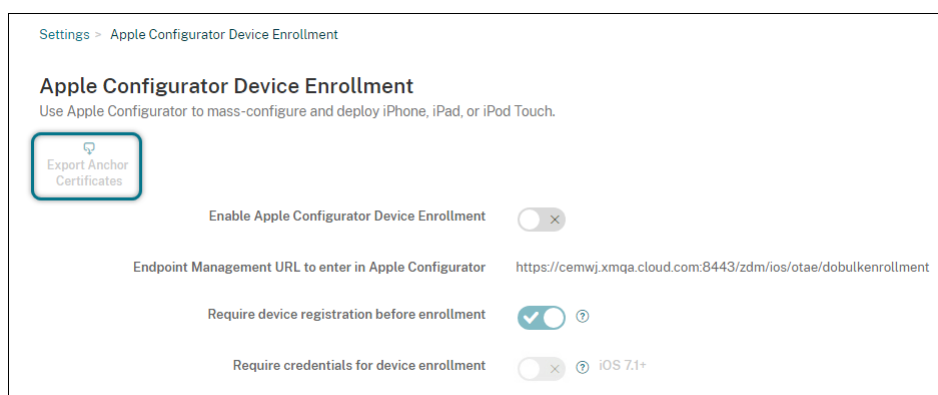 Settings > Apple Configurator Device Enrollment
Apple Configurator Device Enrollment
Use Apple Configurator to mass-configure and deploy iPhone, iPad, or iPod Touch.
Export Anchor
Certificates
Enable Apple Configurator Device Enrollment
Endpoint Management URL to enter in Apple Configurator https://cemwj.xmqa.cloud.com:8443/zdm/ios/otae/dobulkenrollment
Require device registration before enrollment
Require credentials for device enrollment iOS 7.1+